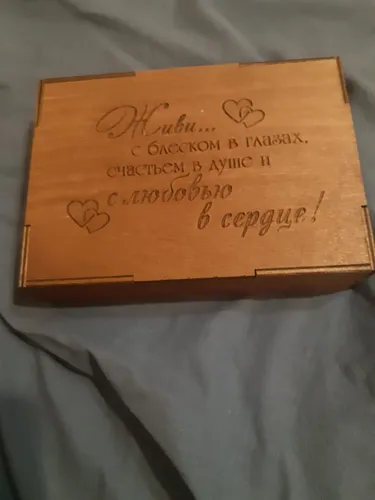 Живи...
с блеском в глазах,
счастьем в душе и
с любовью
в сердце!